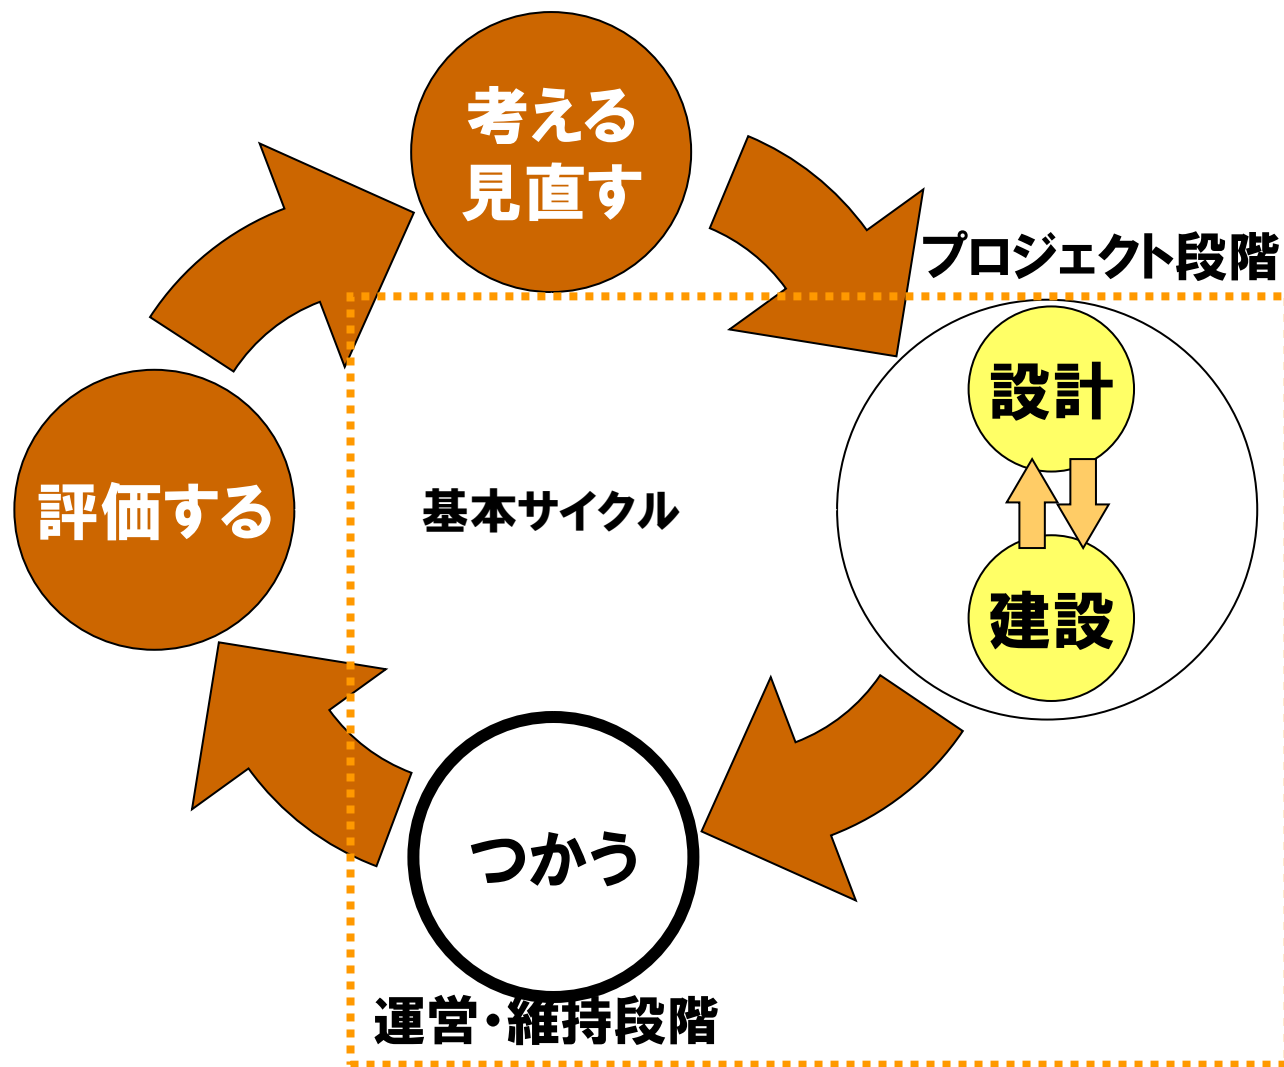 考える
見直す
プロジェクト段階
設計
評価する
基本サイクル
建設
つかう
運営・維持段階